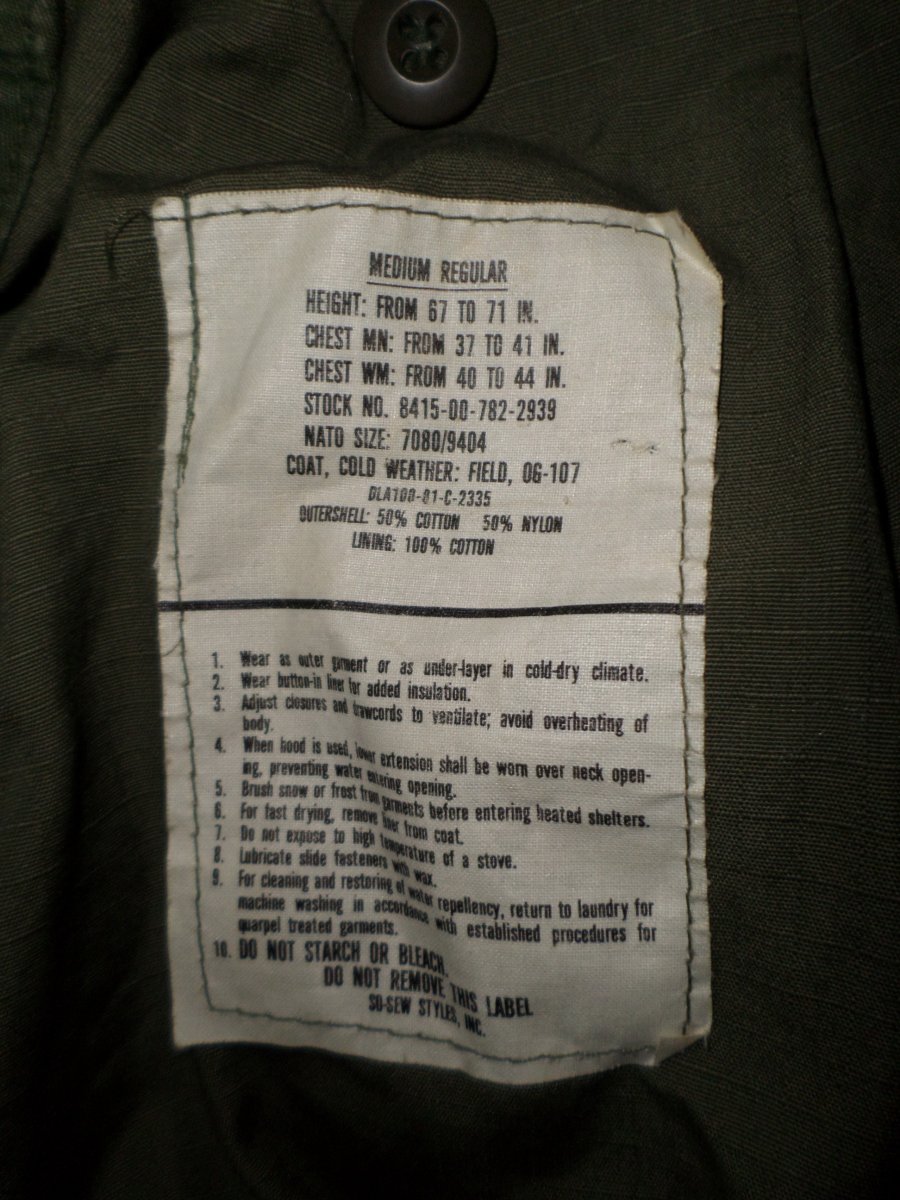 MEDIUM REGULAR
HEIGHT: FROM 67 TO 71 IN.
CHEST MN: FROM 37 TO 41 IN.
CHEST WM: FROM 40 TO 44 IN.
STOCK NO. 8415-00-782-2939
NATO SIZE: 7080/9404
COAT, COLD WEATHER: FIELD, OG-107
DLA100-81-C-2335
OUTERSHELL: 50% COTTON 50% NYLON
LINING: 100% COTTON
1. Wear as outer garment or as under-layer in cold-dry climate.
2. Wear button-in liner for added insulation.
3. Adjust closures and drawcords to ventilate; avoid overheating of
body.
4. When hood is used, lower extension shall be worn over neck open-
ing, preventing water entering opening.
5. Brush snow or frost from garments before entering heated shelters.
6. For fast drying, remove liner from coat.
7. Do not expose to high temperature of a stove.
8. Lubricate slide fasteners with wax.
9. For cleaning and restoring of water repellency, return to laundry for
machine washing in accordance with established procedures for
quarpel treated garments.
10. DO NOT STARCH OR BLEACH.
DO NOT REMOVE THIS LABEL
SO-SEW STYLES, INC.